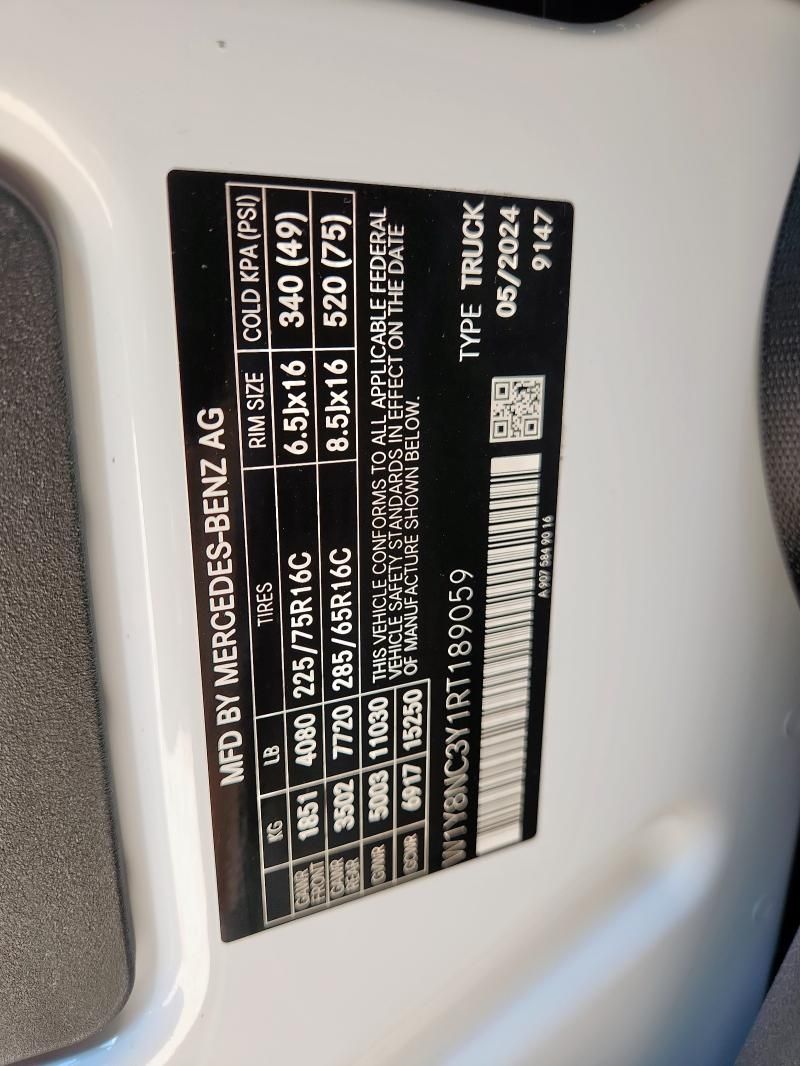 MFD BY MERCEDES-BENZ AG
KG LB TIRES RIM SIZE COLD KPA (PSI)
GAWR FRONT 1851 4080 225/75R16C 6.5Jx16 340 (49)
GAWR REAR 3502 7720 285/65R16C 8.5Jx16 520 (75)
GVWR 5003 11030
GCWR 6917 15250
THIS VEHICLE CONFORMS TO ALL APPLICABLE FEDERAL
VEHICLE SAFETY STANDARDS IN EFFECT ON THE DATE
OF MANUFACTURE SHOWN BELOW.
W1Y8NC3Y1RT189059
TYPE TRUCK
05/2024
9147
A 907 584 90 16